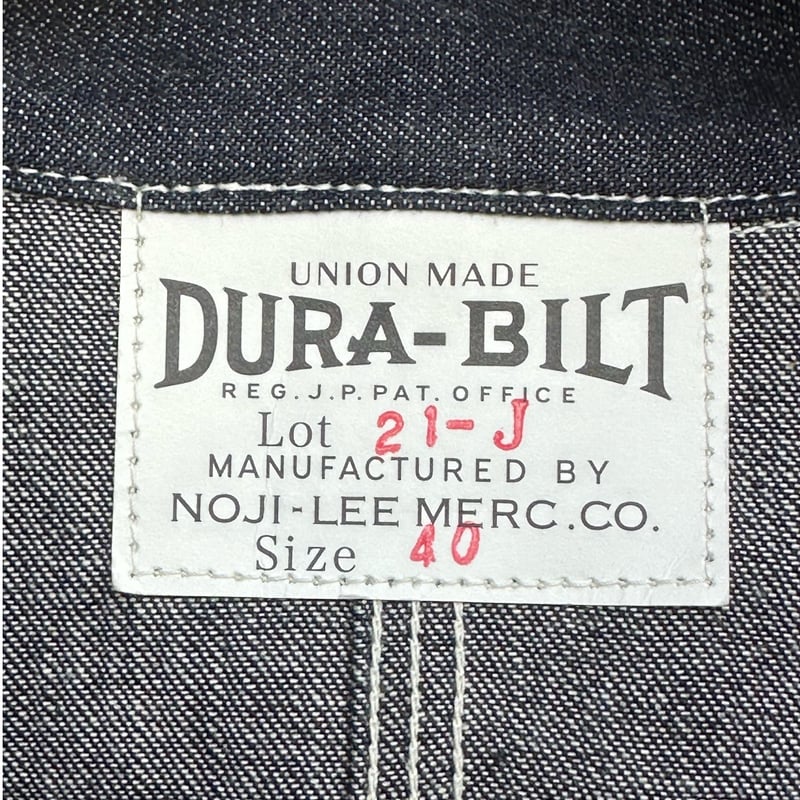 UNION MADE
DURA-BILT
REG. J.P. PAT. OFFICE
Lot 21-J
MANUFACTURED BY
NOJI-LEE MERC.CO.
Size 40